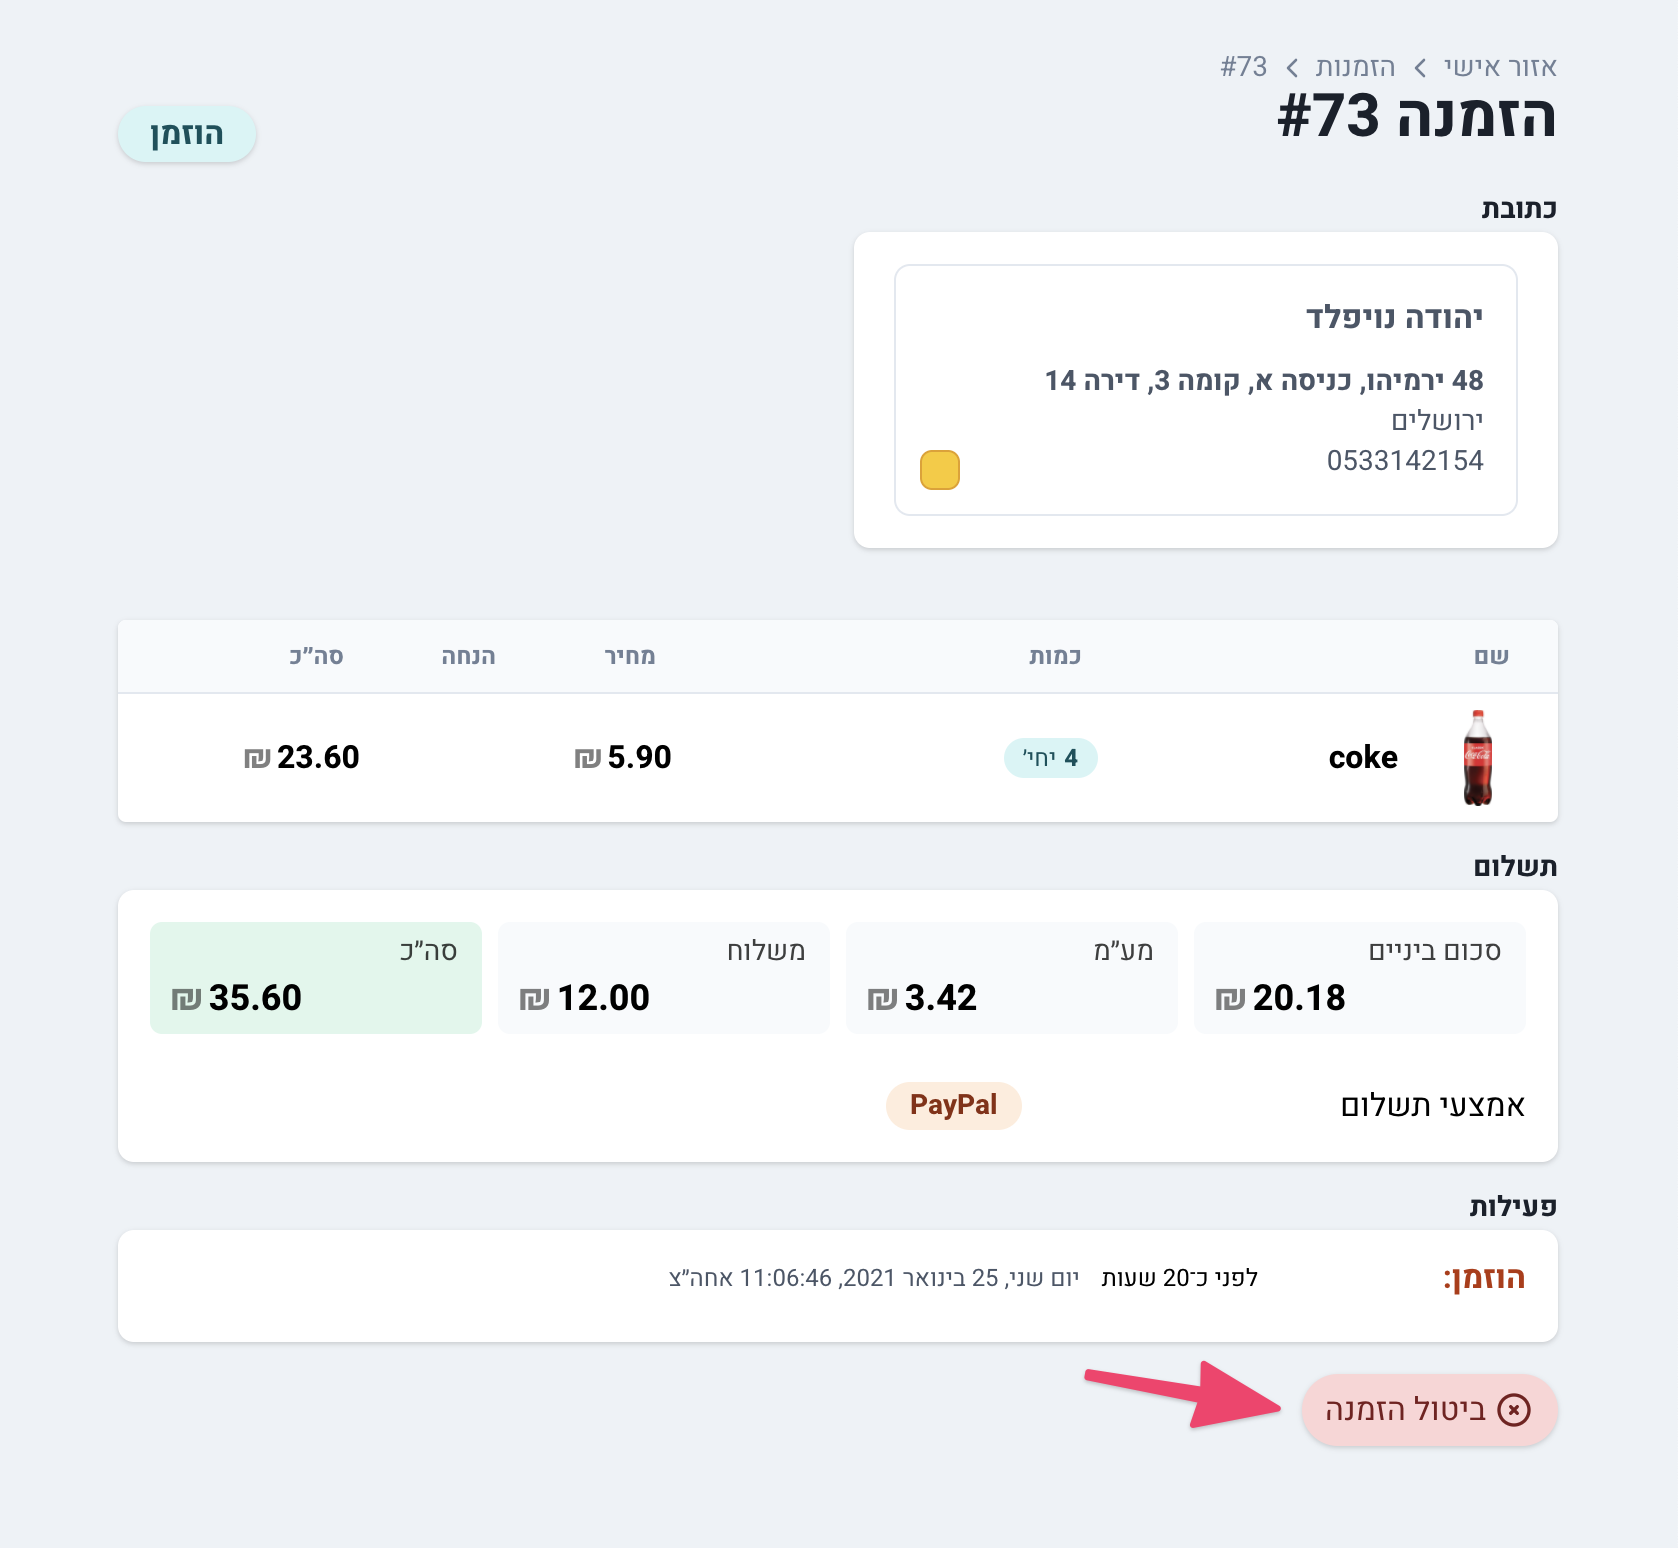 אזור אישי > הזמנות > #73
הזמנה #73
הוזמן
כתובת
יהודה נויפלד
48 ירמיהו, כניסה א, קומה 3, דירה 14
ירושלים
0533142154
שם כמות מחיר הנחה סה״כ
coke 4 יחי׳ 5.90 ₪ 23.60 ₪
תשלום
סכום ביניים מע״מ משלוח סה״כ
20.18 ₪ 3.42 ₪ 12.00 ₪ 35.60 ₪
אמצעי תשלום PayPal
פעילות
הוזמן: לפני כ־20 שעות יום שני, 25 בינואר 2021, 11:06:46 אחה״צ
ביטול הזמנה